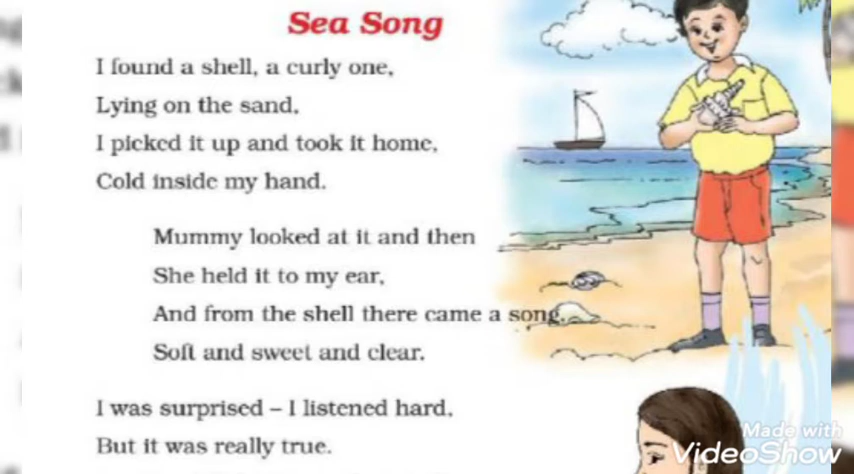 Sea Song
I found a shell, a curly one,
Lying on the sand,
I picked it up and took it home,
Cold inside my hand.
Mummy looked at it and then
She held it to my ear,
And from the shell there came a song
Soft and sweet and clear.
I was surprised – I listened hard,
But it was really true.
Made with
VideoShow